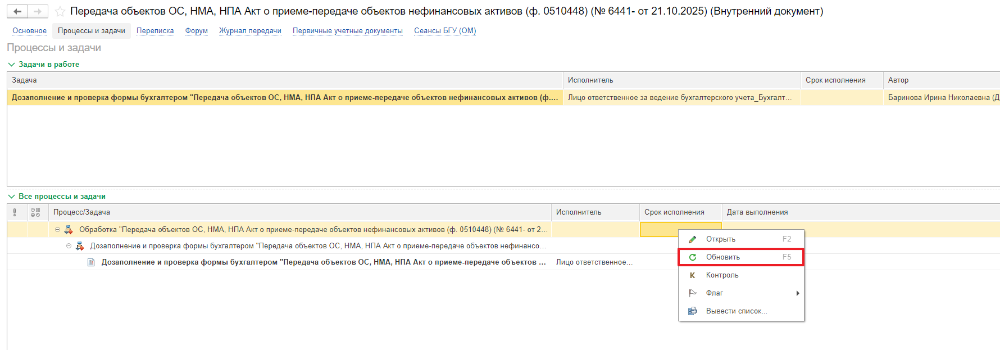 Передача объектов ОС, НМА, НПА Акт о приеме-передаче объектов нефинансовых активов (ф. 0510448) (№ 6441- от 21.10.2025) (Внутренний документ)
Основное Процессы и задачи Переписка Форум Журнал передачи Первичные учетные документы Сеансы БГУ (ОМ)
Процессы и задачи
Задачи в работе
Задача Исполнитель Срок исполнения Автор
Дозаполнение и проверка формы бухгалтером "Передача объектов ОС, НМА, НПА Акт о приеме-передаче объектов нефинансовых активов (ф.... Лицо ответственное за ведение бухгалтерского учета_Бухгалт... Баринова Ирина Николаевна (Д
Все процессы и задачи
Процесс/Задача Исполнитель Срок исполнения Дата выполнения
Обработка "Передача объектов ОС, НМА, НПА Акт о приеме-передаче объектов нефинансовых активов (ф. 0510448) (№ 6441- от 2...
Открыть F2
Дозаполнение и проверка формы бухгалтером "Передача объектов ОС, НМА, НПА Акт о приеме-передаче объектов нефинансо...
Обновить F5
Дозаполнение и проверка формы бухгалтером "Передача объектов ОС, НМА, НПА Акт о приеме-передаче объектов ... Лицо ответственное...
К Контроль
Флаг
Вывести список...